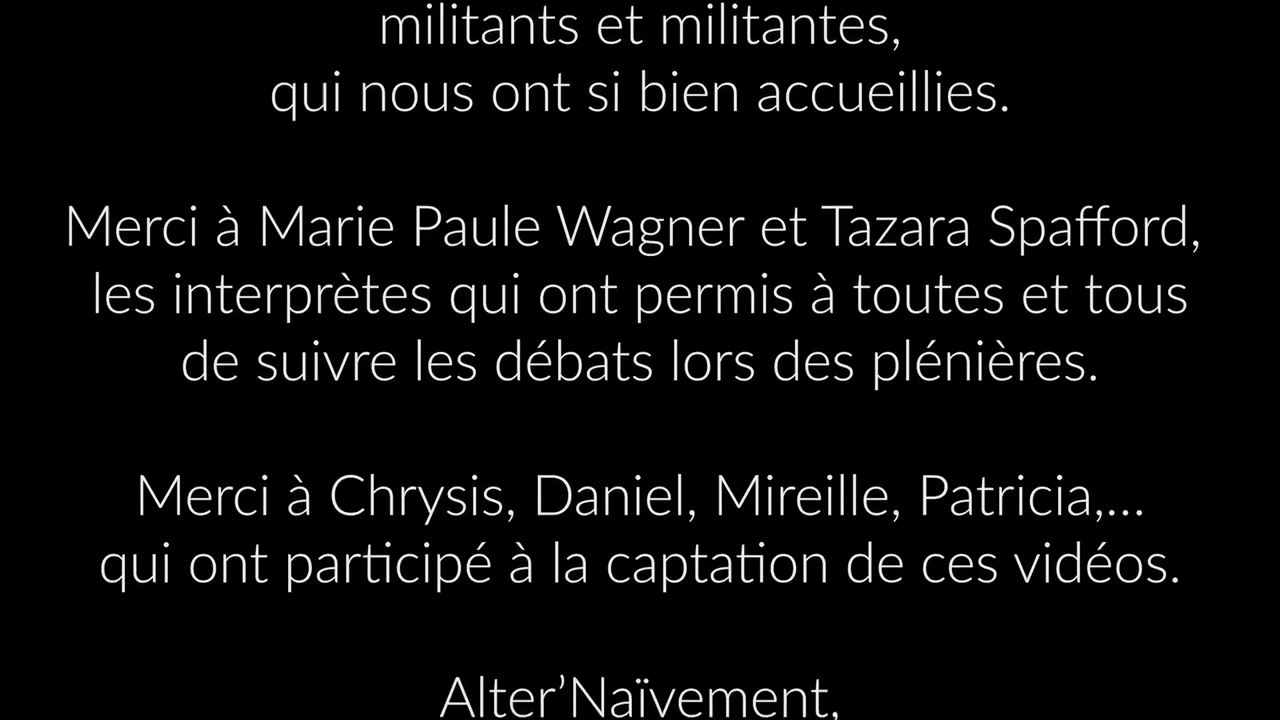 militants et militantes,
qui nous ont si bien accueillies.
Merci à Marie Paule Wagner et Tazara Spafford,
les interprètes qui ont permis à toutes et tous
de suivre les débats lors des plénières.
Merci à Chrysis, Daniel, Mireille, Patricia,...
qui ont participé à la captation de ces vidéos.
Alter’Naïvement,